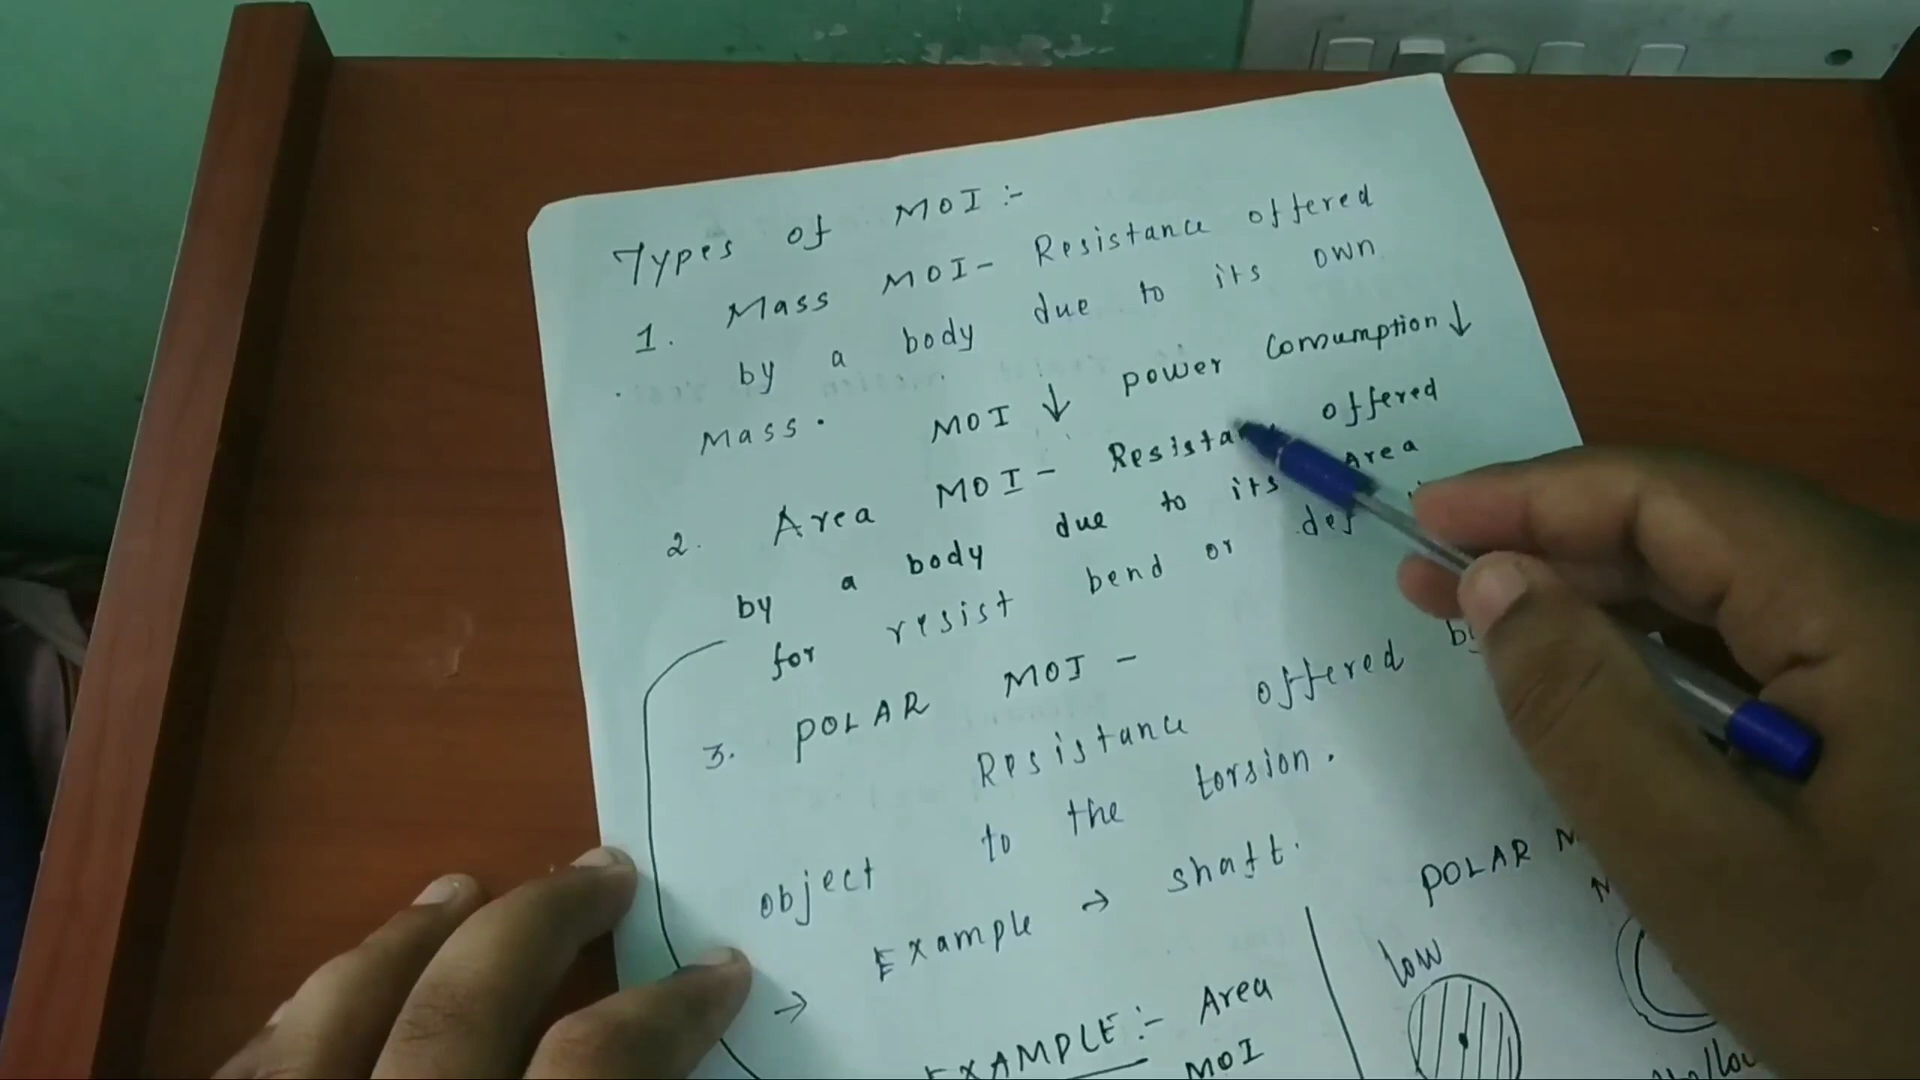 Types of MOI :-
1. Mass MOI - Resistance offered
by a body due to its own
Mass. MOI ↓ power consumption ↓
2. Area MOI - offered
by a body due to its Area
for resist bend or
3. POLAR MOI -
Resistance offered by
object to the torsion.
Example → shaft.
→ EXAMPLE :- Area
MOI
POLAR
low